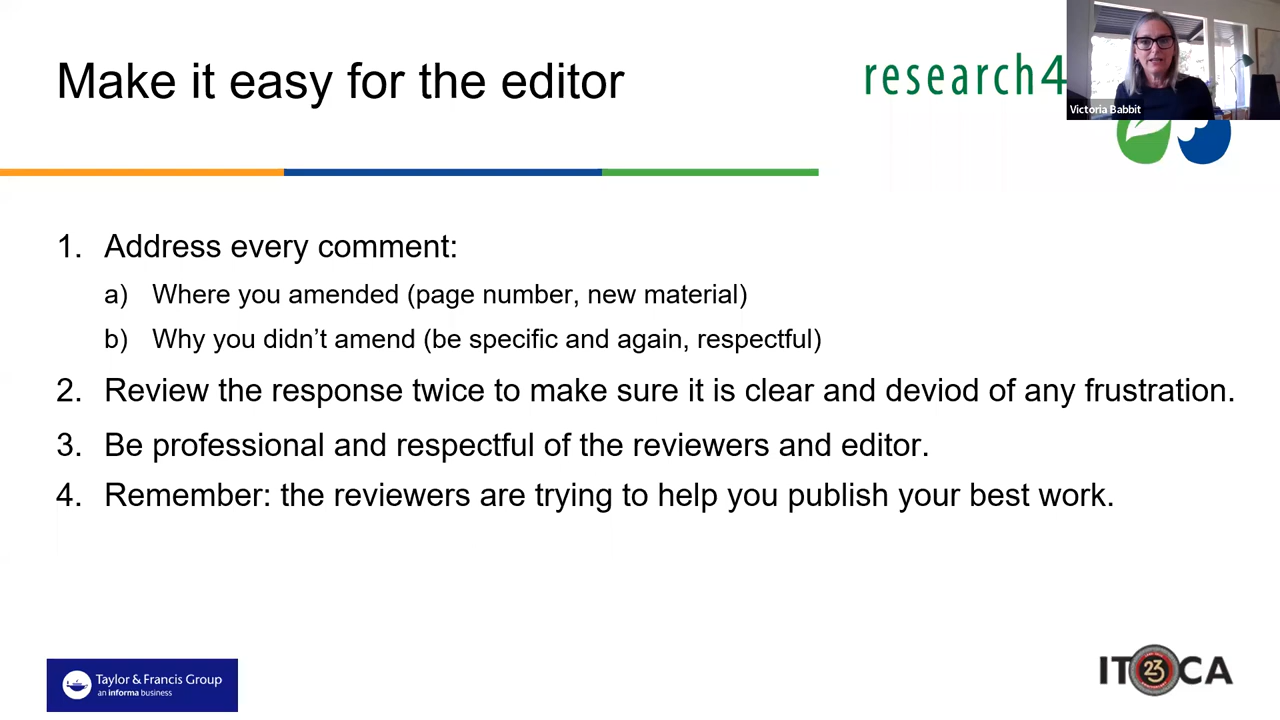 Make it easy for the editor
research4
Victoria Babbit
1. Address every comment:
a) Where you amended (page number, new material)
b) Why you didn’t amend (be specific and again, respectful)
2. Review the response twice to make sure it is clear and deviod of any frustration.
3. Be professional and respectful of the reviewers and editor.
4. Remember: the reviewers are trying to help you publish your best work.
Taylor & Francis Group
an informa business
ITOCA
23